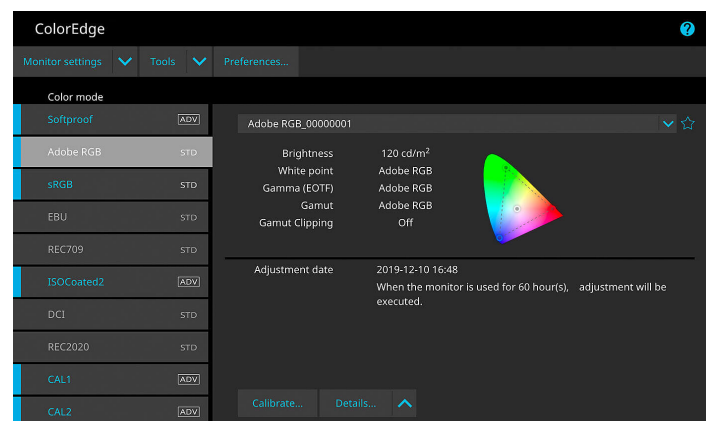 ColorEdge
?
Monitor settings Tools Preferences...
Color mode
Softproof ADV
Adobe RGB STD
sRGB STD
EBU STD
REC709 STD
ISOCoated2 ADV
DCI STD
REC2020 STD
CAL1 ADV
CAL2 ADV
Adobe RGB_00000001
Brightness 120 cd/m²
White point Adobe RGB
Gamma (EOTF) Adobe RGB
Gamut Adobe RGB
Gamut Clipping Off
Adjustment date 2019-12-10 16:48
When the monitor is used for 60 hour(s), adjustment will be
executed.
Calibrate... Details...